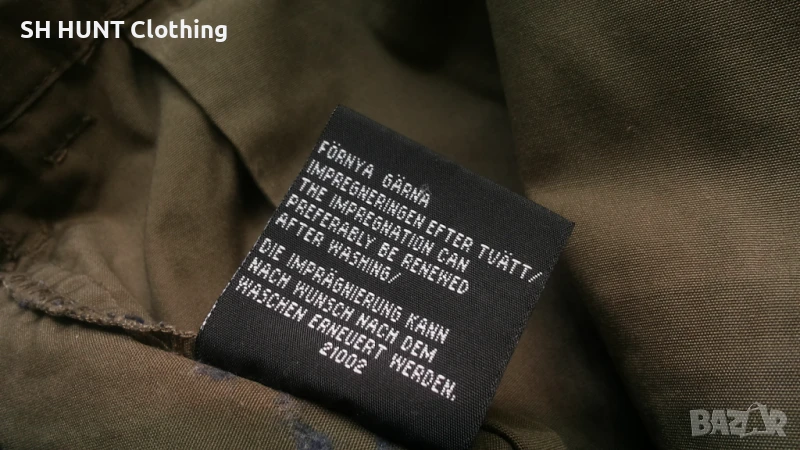 SH HUNT Clothing
FÖRNYA GÄRNA
IMPREGNERINGEN EFTER TVÄTT/
THE IMPREGNATION CAN
PREFERABLY BE RENEWED
AFTER WASHING/
DIE IMPRÄGNIERUNG KANN
NACH WUNSCH NACH DEM
WASCHEN ERNEUERT WERDEN.
21002
BAZAR